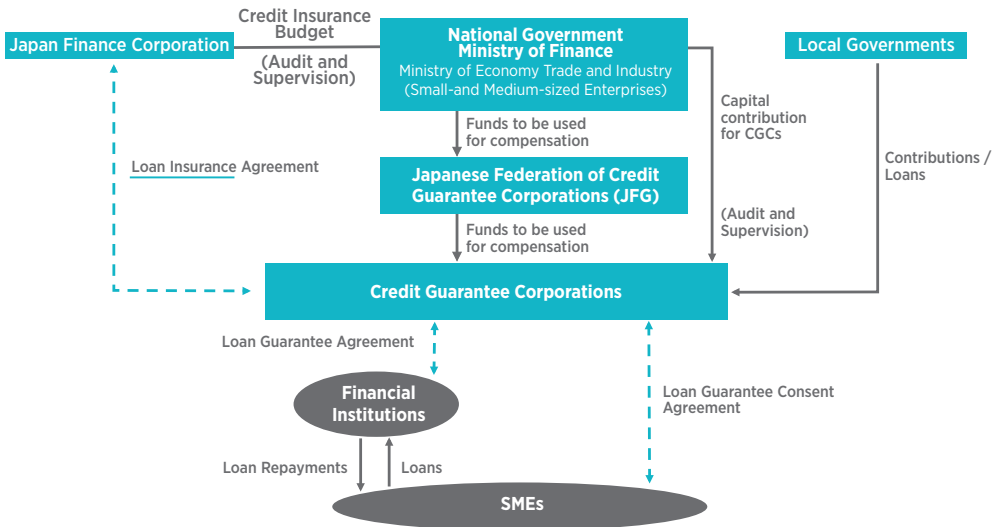 Japan Finance Corporation
Credit Insurance
Budget
(Audit and
Supervision)
National Government
Ministry of Finance
Ministry of Economy Trade and Industry
(Small-and Medium-sized Enterprises)
Local Governments
Funds to be used
for compensation
Capital
contribution
for CGCs
Loan Insurance Agreement
Japanese Federation of Credit
Guarantee Corporations (JFG)
Contributions /
Loans
Funds to be used
for compensation
(Audit and
Supervision)
Credit Guarantee Corporations
Loan Guarantee Agreement
Financial
Institutions
Loan Guarantee Consent
Agreement
Loan Repayments
Loans
SMEs